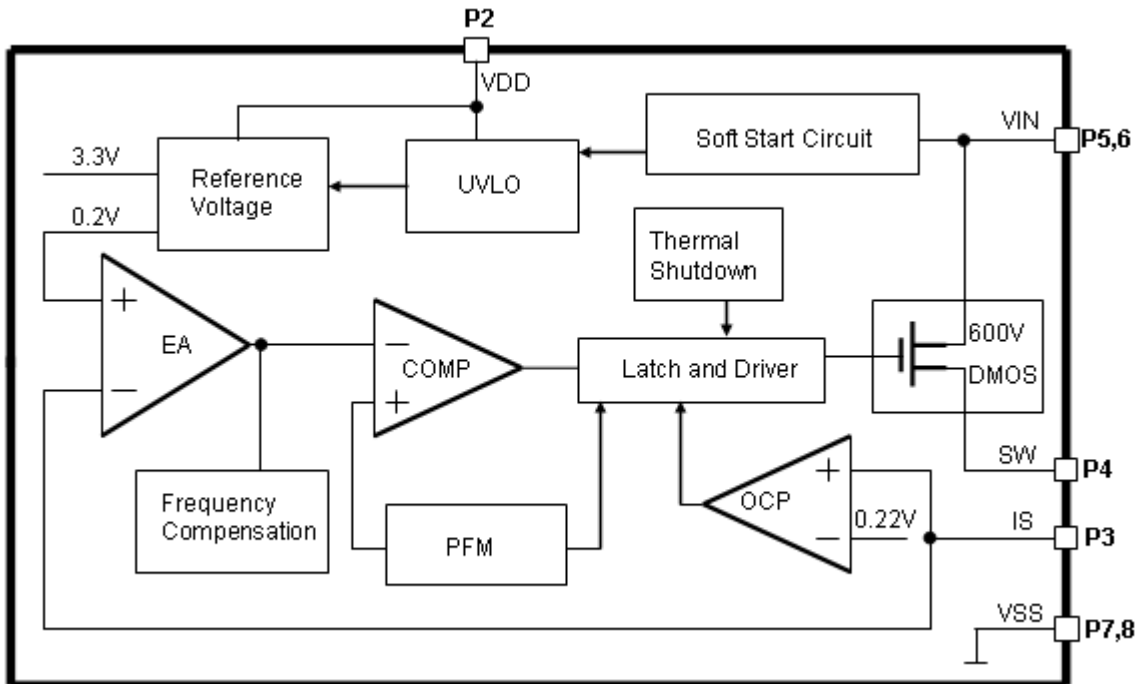 P2
VDD
VIN
P5,6
Soft Start Circuit
3.3V
Reference
Voltage
UVLO
0.2V
Thermal
Shutdown
+
EA
−
−
COMP
+
Latch and Driver
600V
DMOS
SW
P4
Frequency
Compensation
PFM
+
OCP
0.22V
−
IS
P3
VSS
P7,8